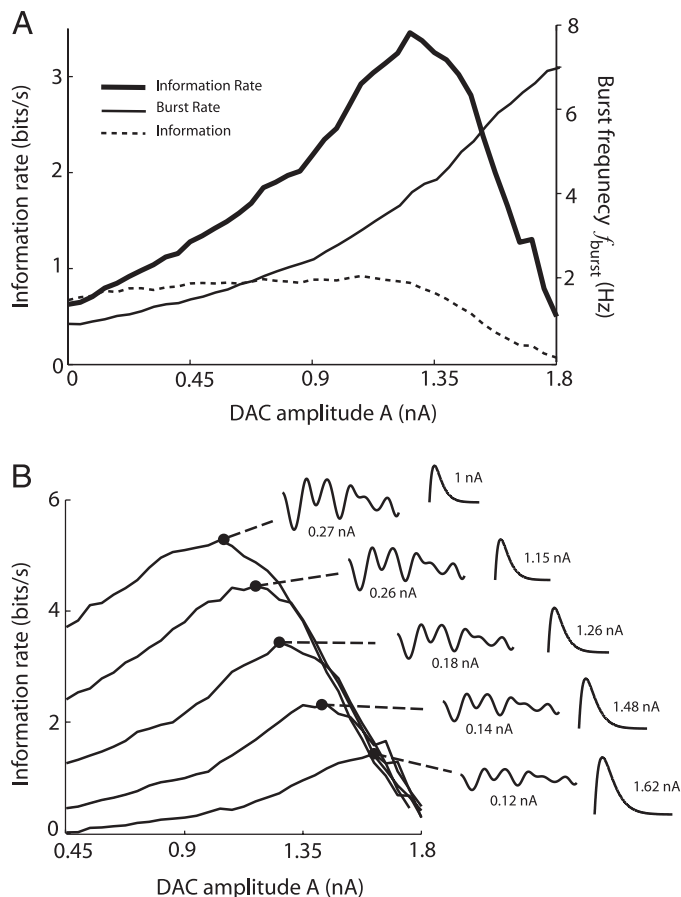 A
Information rate (bits/s)
3
2
1
0
Information Rate
Burst Rate
Information
8
6
4
2
Burst frequnecy fburst (Hz)
0
0.45
0.9
1.35
1.8
DAC amplitude A (nA)
B
Information rate (bits/s)
6
4
2
0
0.27 nA
1 nA
0.26 nA
1.15 nA
0.18 nA
1.26 nA
0.14 nA
1.48 nA
0.12 nA
1.62 nA
0.45
0.9
1.35
1.8
DAC amplitude A (nA)